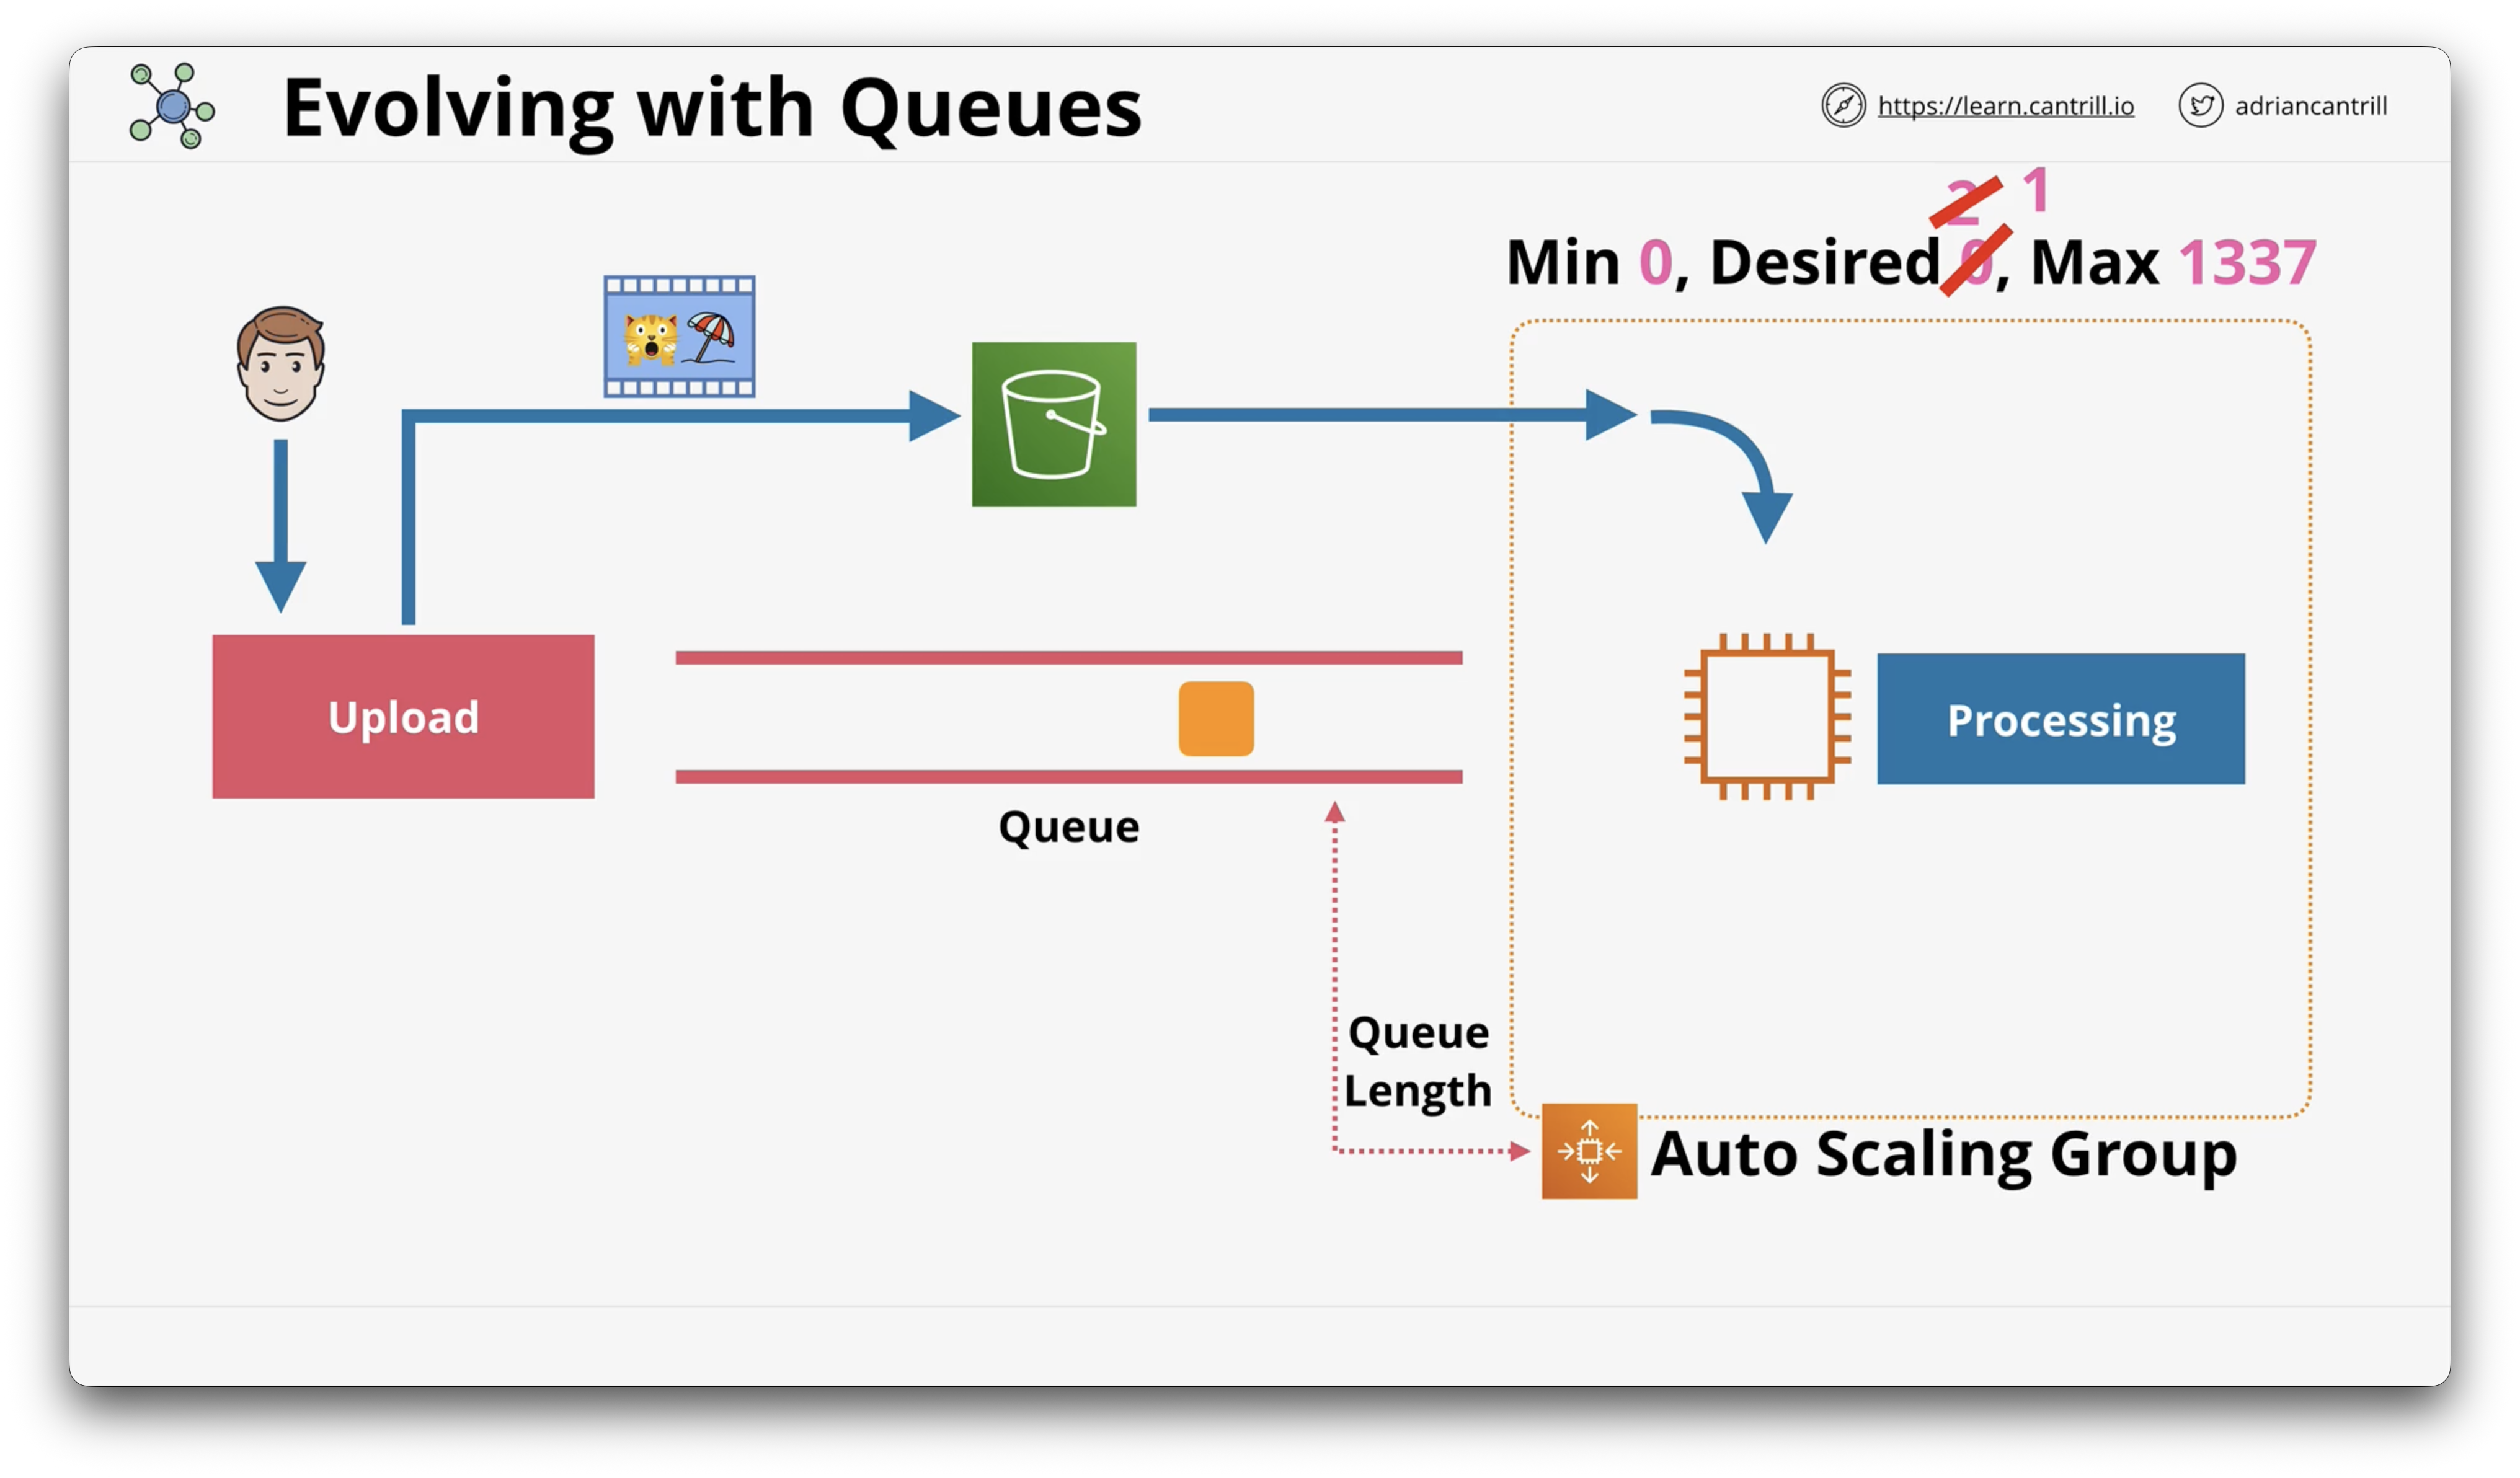 Evolving with Queues
https://learn.cantrill.io
adriancantrill
2 1
Min 0, Desired 0, Max 1337
Upload
Processing
Queue
Queue
Length
Auto Scaling Group